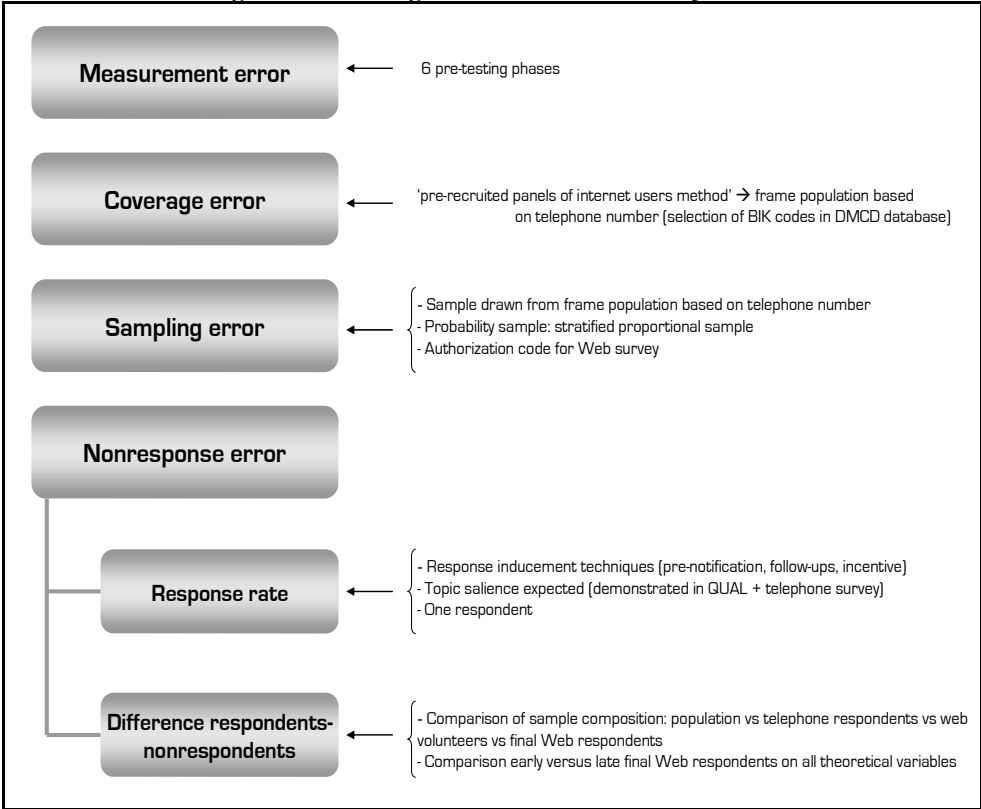 Measurement error
6 pre-testing phases
Coverage error
‘pre-recruited panels of internet users method’ → frame population based
on telephone number (selection of BIK codes in DMCD database)
Sampling error
- Sample drawn from frame population based on telephone number
- Probability sample: stratified proportional sample
- Authorization code for Web survey
Nonresponse error
Response rate
- Response inducement techniques (pre-notification, follow-ups, incentive)
- Topic salience expected (demonstrated in QUAL + telephone survey)
- One respondent
Difference respondents-
nonrespondents
- Comparison of sample composition: population vs telephone respondents vs web
volunteers vs final Web respondents
- Comparison early versus late final Web respondents on all theoretical variables